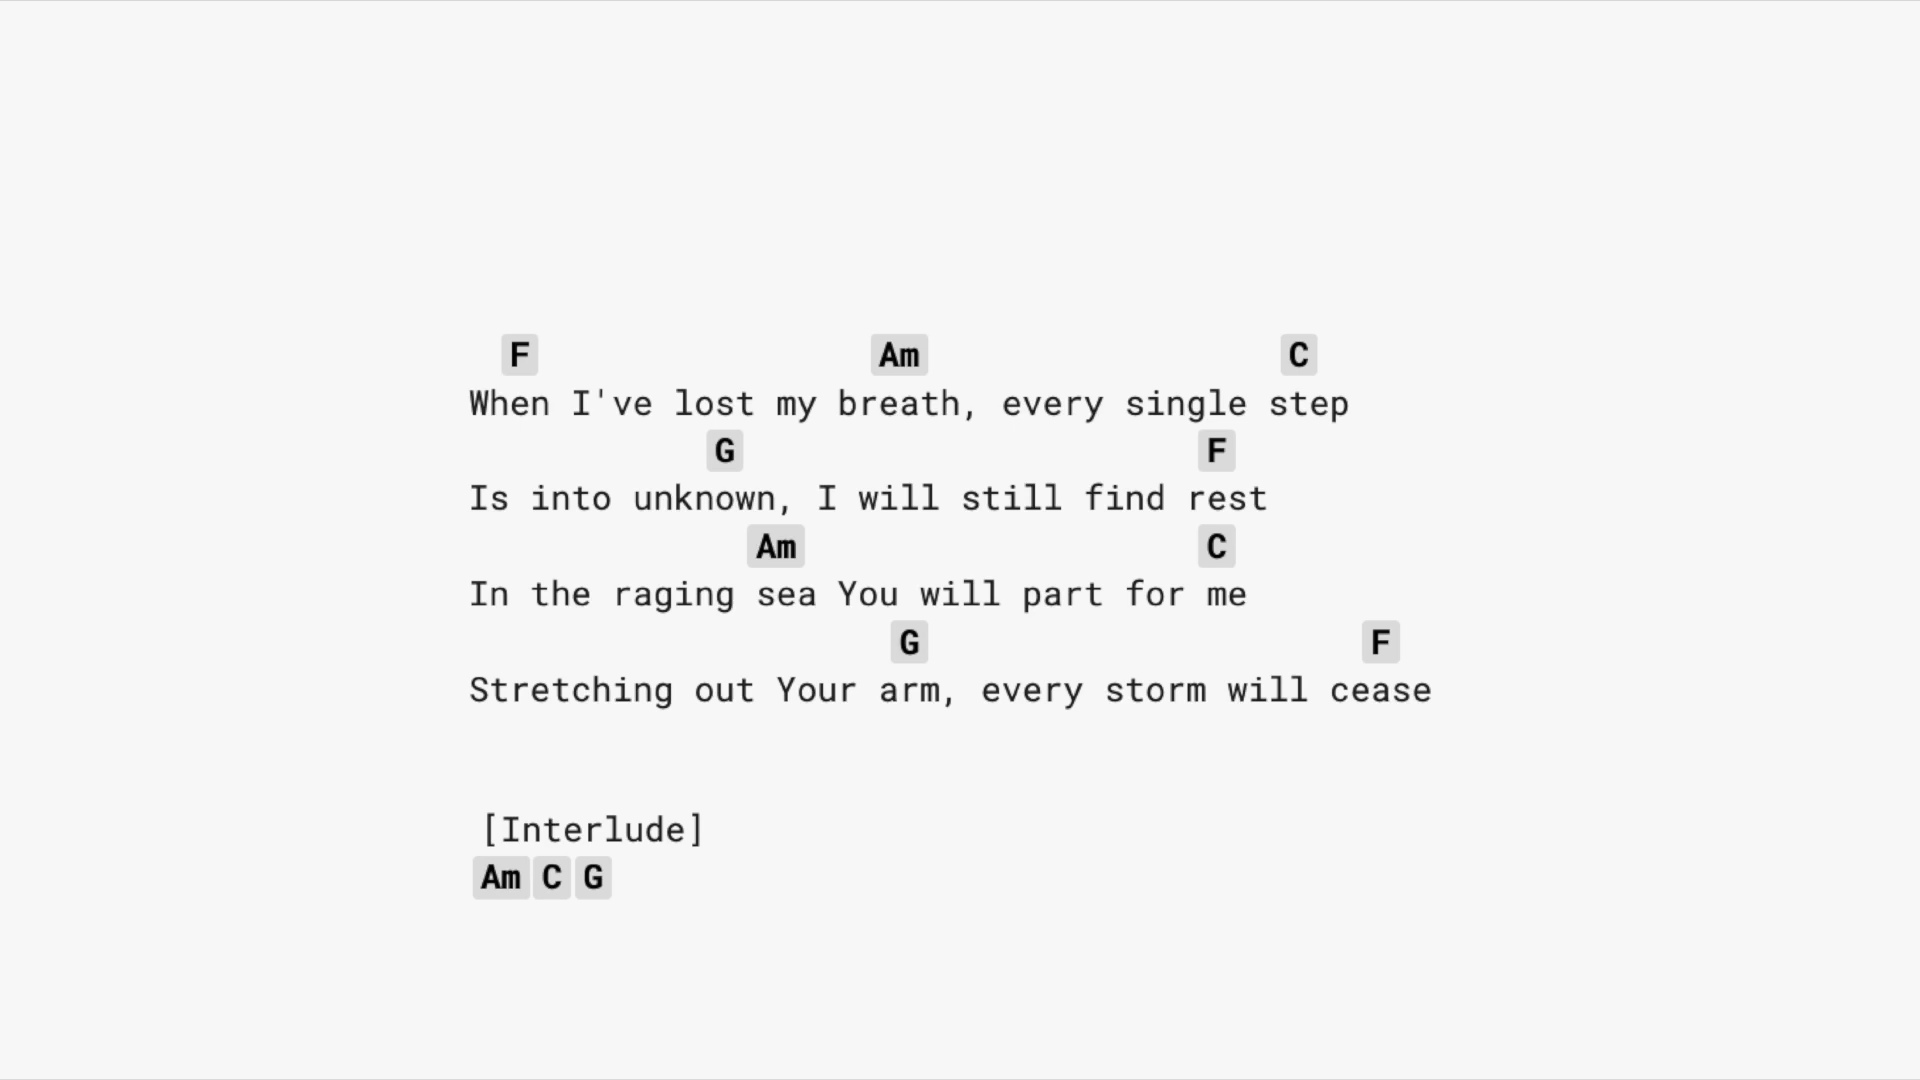 F Am C
When I've lost my breath, every single step
G F
Is into unknown, I will still find rest
Am C
In the raging sea You will part for me
G F
Stretching out Your arm, every storm will cease
[Interlude]
Am C G